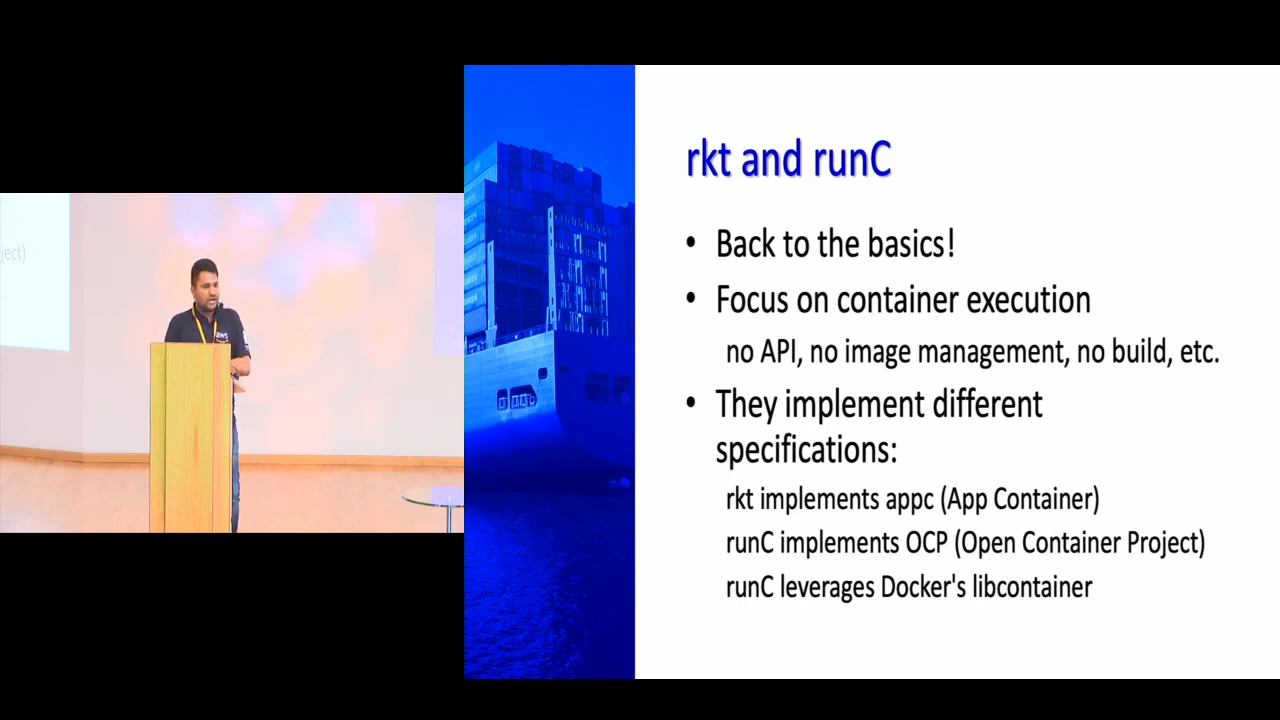 rkt and runC
• Back to the basics!
• Focus on container execution
no API, no image management, no build, etc.
• They implement different
specifications:
rkt implements appc (App Container)
runC implements OCP (Open Container Project)
runC leverages Docker's libcontainer
ject)
aws